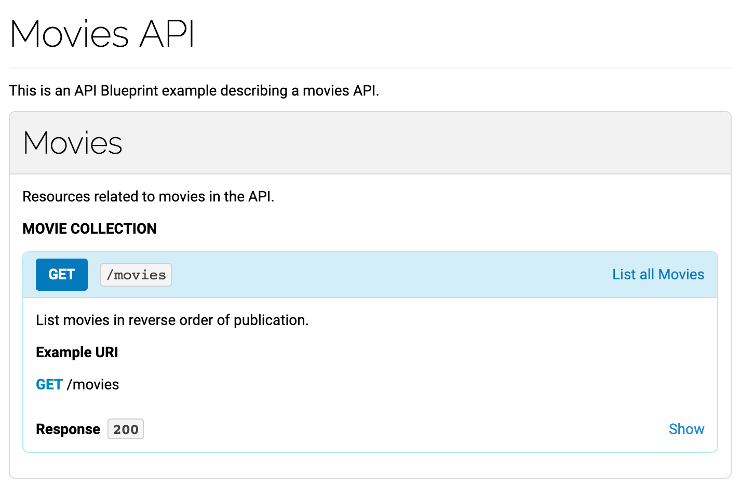 Movies API
This is an API Blueprint example describing a movies API.
Movies
Resources related to movies in the API.
MOVIE COLLECTION
GET /movies List all Movies
List movies in reverse order of publication.
Example URI
GET /movies
Response 200 Show